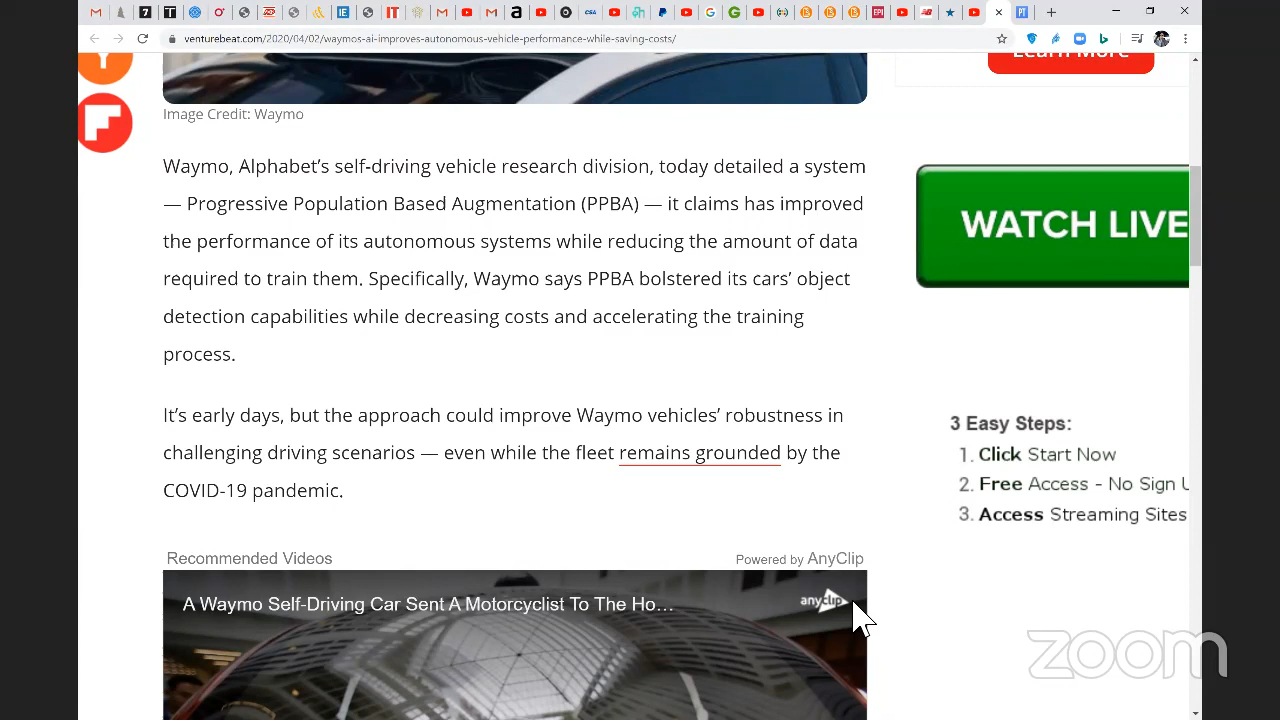 venturebeat.com/2020/04/02/waymos-ai-improves-autonomous-vehicle-performance-while-saving-costs/
Learn More
Image Credit: Waymo
Waymo, Alphabet’s self-driving vehicle research division, today detailed a system
— Progressive Population Based Augmentation (PPBA) — it claims has improved
the performance of its autonomous systems while reducing the amount of data
required to train them. Specifically, Waymo says PPBA bolstered its cars’ object
detection capabilities while decreasing costs and accelerating the training
process.
It’s early days, but the approach could improve Waymo vehicles’ robustness in
challenging driving scenarios — even while the fleet remains grounded by the
COVID-19 pandemic.
Recommended Videos
Powered by AnyClip
A Waymo Self-Driving Car Sent A Motorcyclist To The Ho…
anyclip
WATCH LIVE
3 Easy Steps:
1. Click Start Now
2. Free Access - No Sign U
3. Access Streaming Sites
zoom